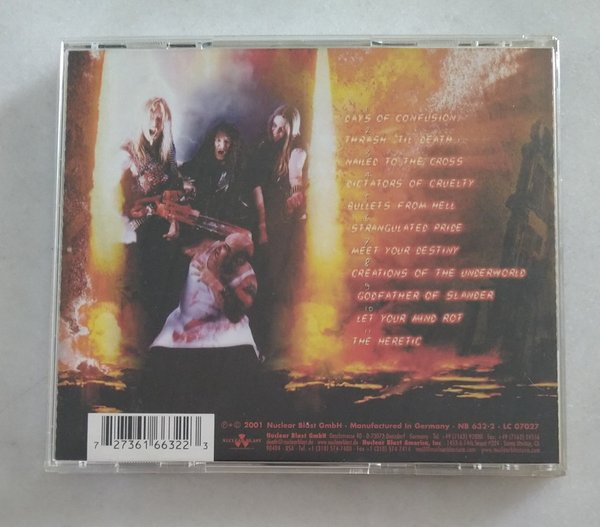 DAYS OF CONFUSION
THRASH 'TIL DEATH
NAILED TO THE CROSS
DICTATORS OF CRUELTY
BULLETS FROM HELL
STRANGULATED PRIDE
MEET YOUR DESTINY
CREATIONS OF THE UNDERWORLD
GODFATHER OF SLANDER
LET YOUR MIND ROT
THE HERETIC
℗+© 2001 Nuclear Blast GmbH · Manufactured in Germany · NB 632-2 · LC 07027
Nuclear Blast GmbH Germany
Nuclear Blast America, Inc.
90404 · USA
7 27361 66322 3